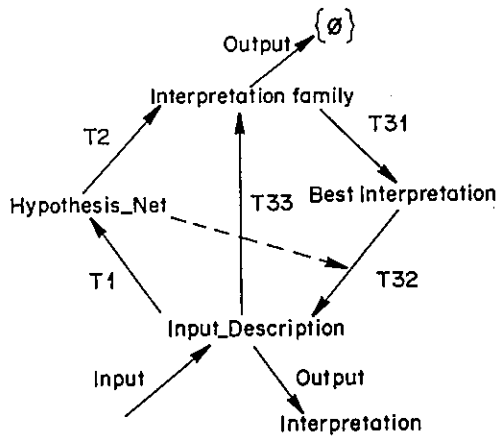 Output {Ø}
Interpretation family
T2
T31
Hypothesis_Net
T33
Best Interpretation
T1
T32
Input_Description
Input
Output
Interpretation